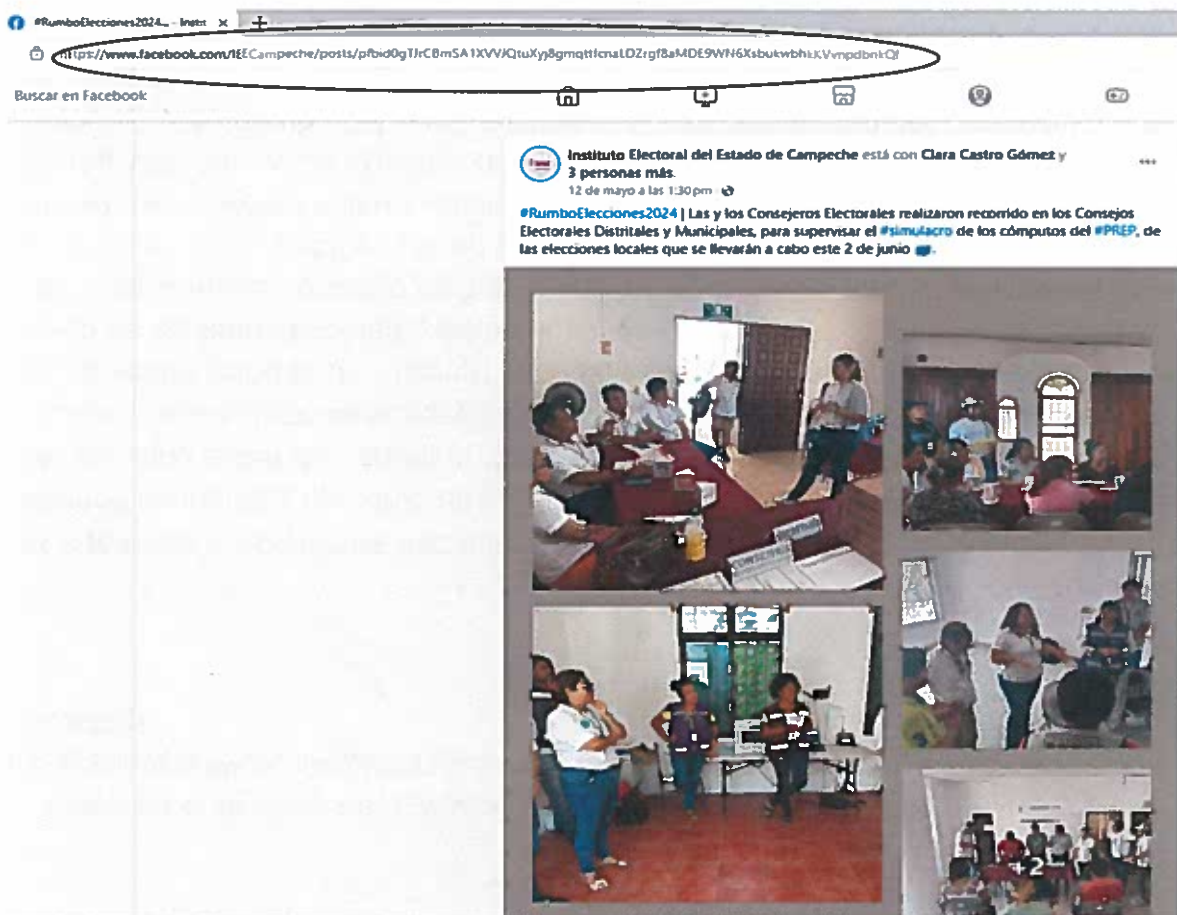 #RumboElecciones2024... - Instit
https://www.facebook.com/IEECampeche/posts/
Buscar en Facebook
Instituto Electoral del Estado de Campeche está con Clara Castro Gómez y
3 personas más.
12 de mayo a las 1:30 pm ·
#RumboElecciones2024 | Las y los Consejeros Electorales realizaron recorrido en los Consejos
Electorales Distritales y Municipales, para supervisar el #simulacro de los cómputos del #PREP, de
las elecciones locales que se llevarán a cabo este 2 de junio
+2